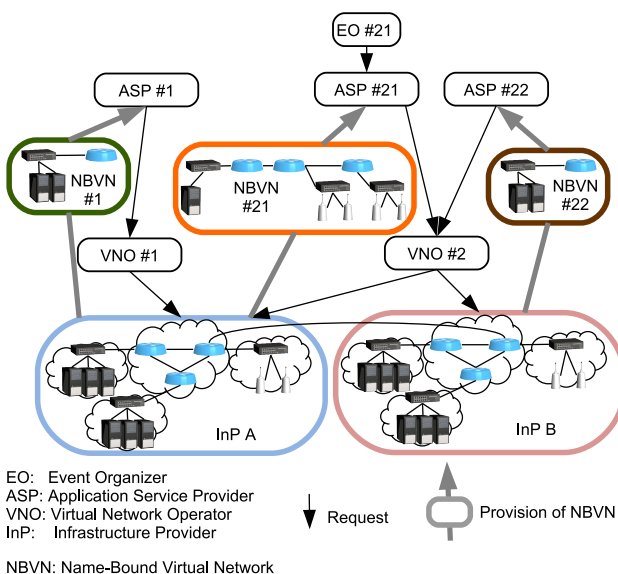 EO #21
ASP #1
ASP #21
ASP #22
NBVN
#1
NBVN
#21
NBVN
#22
VNO #1
VNO #2
InP A
InP B
EO: Event Organizer
ASP: Application Service Provider
VNO: Virtual Network Operator
InP: Infrastructure Provider
NBVN: Name-Bound Virtual Network
Request
Provision of NBVN